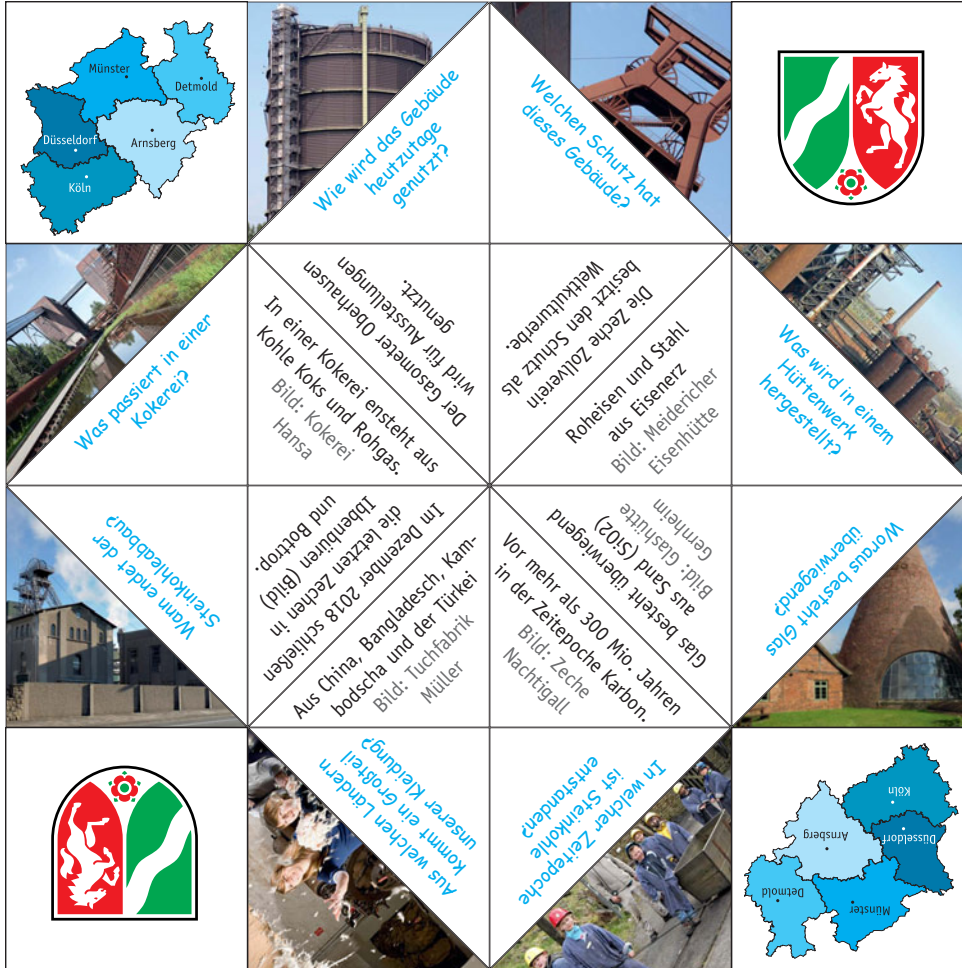 Münster
Detmold
Düsseldorf
Arnsberg
Köln
Wie wird das Gebäude
heutzutage
genutzt?
Welchen Schutz hat
dieses Gebäude?
Was passiert in einer
Kokerei?
Der Gasometer Oberhausen
wird für Ausstellungen
genutzt.
In einer Kokerei ensteht aus
Kohle Koks und Rohgas.
Bild: Kokerei
Hansa
Die Zeche Zollverein
besitzt den Schutz als
Weltkulturerbe.
Roheisen und Stahl
aus Eisenerz
Bild: Meidericher
Eisenhütte
Was wird in einem
Hüttenwerk
hergestellt?
Wann endet der
Steinkohleabbau?
Im Dezember 2018 schließen
die letzten Zechen in
Ibbenbüren (Bild)
und Bottrop.
Aus China, Bangladesch, Kam-
bodscha und der Türkei
Bild: Tuchfabrik
Müller
Glas besteht überwiegend
aus Sand (SiO2)
Bild: Glashütte
Gernheim
Vor mehr als 300 Mio. Jahren
in der Zeitepoche Karbon.
Bild: Zeche
Nachtigall
Woraus besteht Glas
überwiegend?
Aus welchen Ländern
kommt ein Großteil
unserer Kleidung?
In welcher Zeitepoche
ist Steinkohle
entstanden?
Köln
Arnsberg
Düsseldorf
Detmold
Münster